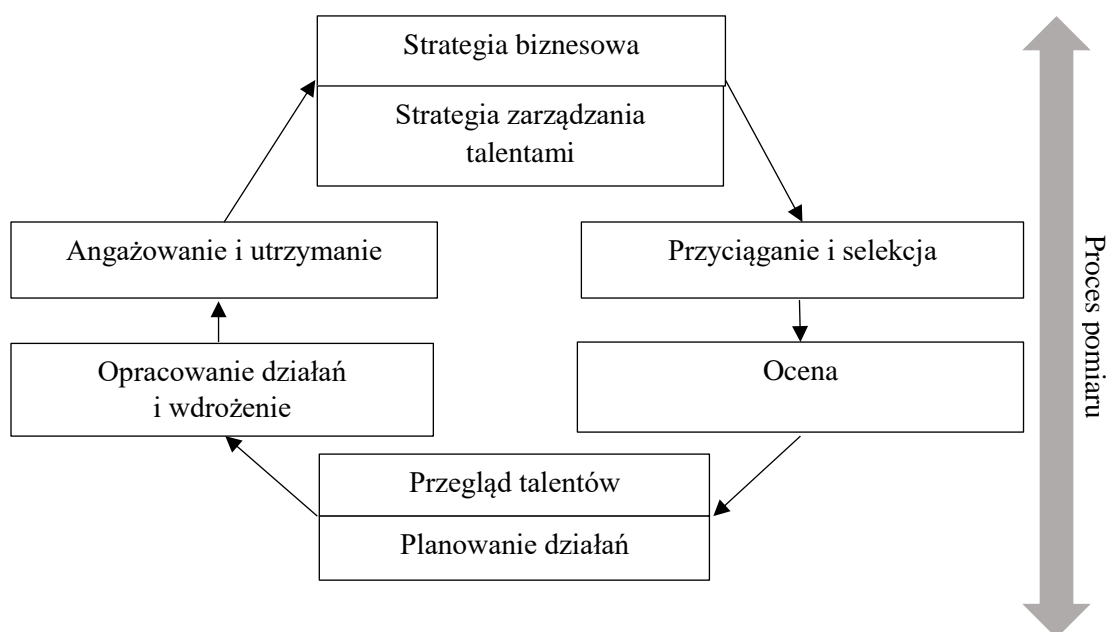 Strategia biznesowa
Strategia zarządzania
talentami
Angażowanie i utrzymanie
Przyciąganie i selekcja
Opracowanie działań
i wdrożenie
Ocena
Przegląd talentów
Planowanie działań
Proces pomiaru